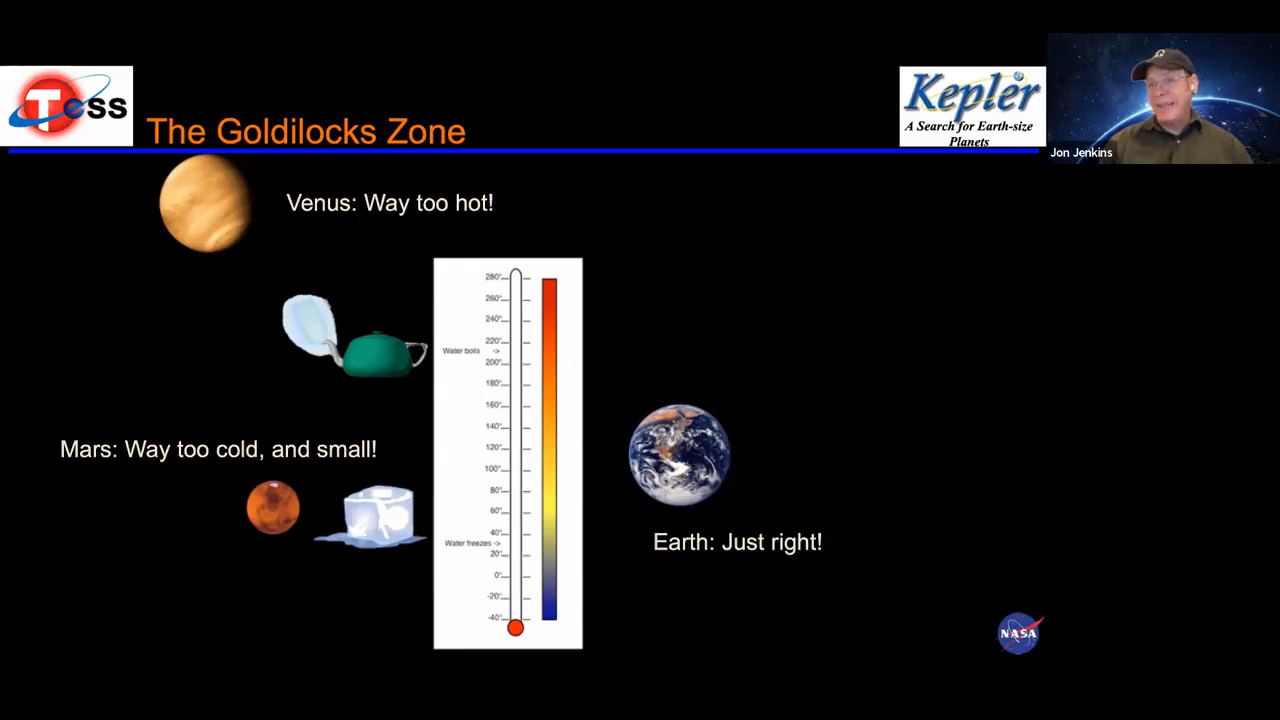 Tess
The Goldilocks Zone
Kepler
A Search for Earth-size
Planets
Jon Jenkins
Venus: Way too hot!
280°
260°
240°
220°
Water boils ->
200°
180°
160°
140°
120°
100°
80°
60°
40°
Water freezes ->
20°
0°
-20°
-40°
Mars: Way too cold, and small!
Earth: Just right!
NASA